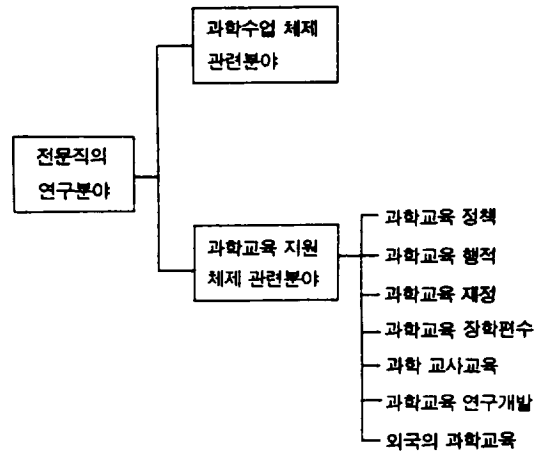 과학수업 체제
관련분야
전문직의
연구분야
과학교육 지원
체제 관련분야
과학교육 정책
과학교육 행적
과학교육 재정
과학교육 장학편수
과학 교사교육
과학교육 연구개발
외국의 과학교육